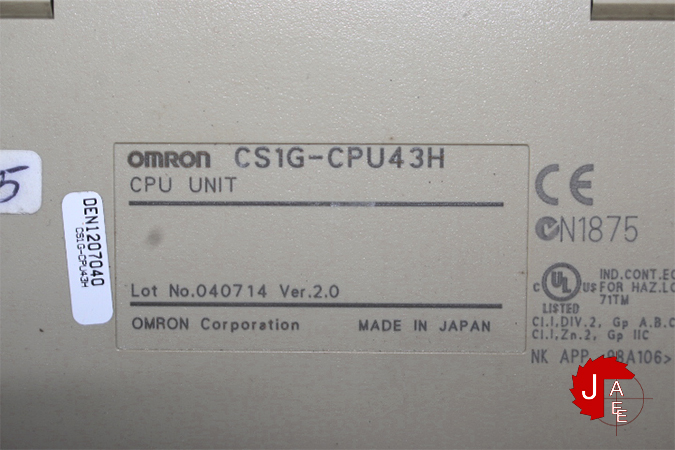 OMRON CS1G-CPU43H
CPU UNIT
Lot No.040714 Ver.2.0
OMRON Corporation MADE IN JAPAN
5
DEN1207040
CS1G-CPU43H
CE
N1875
C UL US
LISTED
IND.CONT.EQ
FOR HAZ.LO
71TM
Cl.I,DIV.2, Gp A.B.C
Cl.I,Zn.2, Gp IIC
NK APP. 98A106>
J
A
E
E